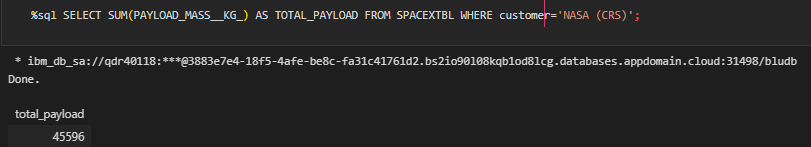 %sql SELECT SUM(PAYLOAD_MASS__KG_) AS TOTAL_PAYLOAD FROM SPACEXTBL WHERE customer='NASA (CRS)';
* ibm_db_sa://qdr40118:***@3883e7e4-18f5-4afe-be8c-fa31c41761d2.bs2io90l08kqb1od8lcg.databases.appdomain.cloud:31498/bludb
Done.
total_payload
45596